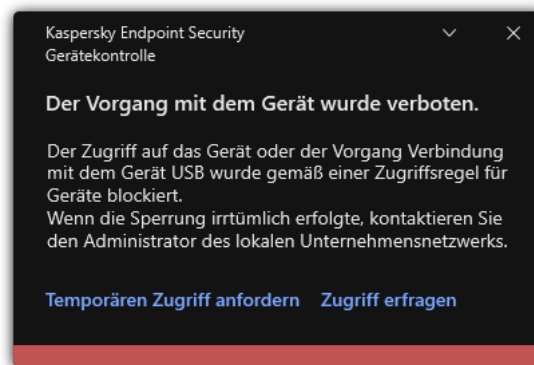 Kaspersky Endpoint Security
Gerätekontrolle
Der Vorgang mit dem Gerät wurde verboten.
Der Zugriff auf das Gerät oder der Vorgang Verbindung
mit dem Gerät USB wurde gemäß einer Zugriffsregel für
Geräte blockiert.
Wenn die Sperrung irrtümlich erfolgte, kontaktieren Sie
den Administrator des lokalen Unternehmensnetzwerks.
Temporären Zugriff anfordern Zugriff erfragen